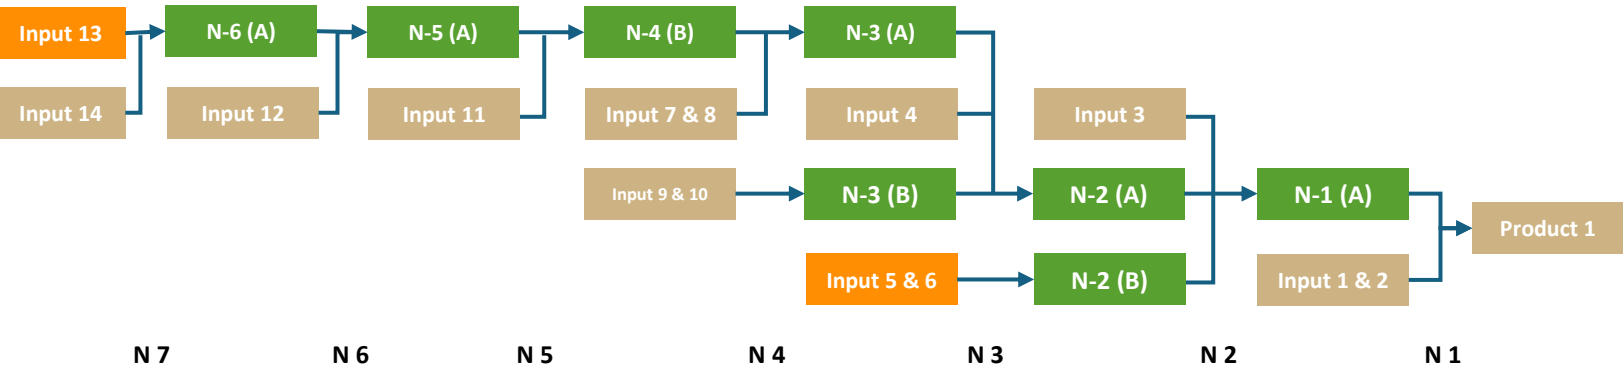 Input 13
N-6 (A)
N-5 (A)
N-4 (B)
N-3 (A)
Input 14
Input 12
Input 11
Input 7 & 8
Input 4
Input 3
Input 9 & 10
N-3 (B)
N-2 (A)
N-1 (A)
Product 1
Input 5 & 6
N-2 (B)
Input 1 & 2
N 7
N 6
N 5
N 4
N 3
N 2
N 1